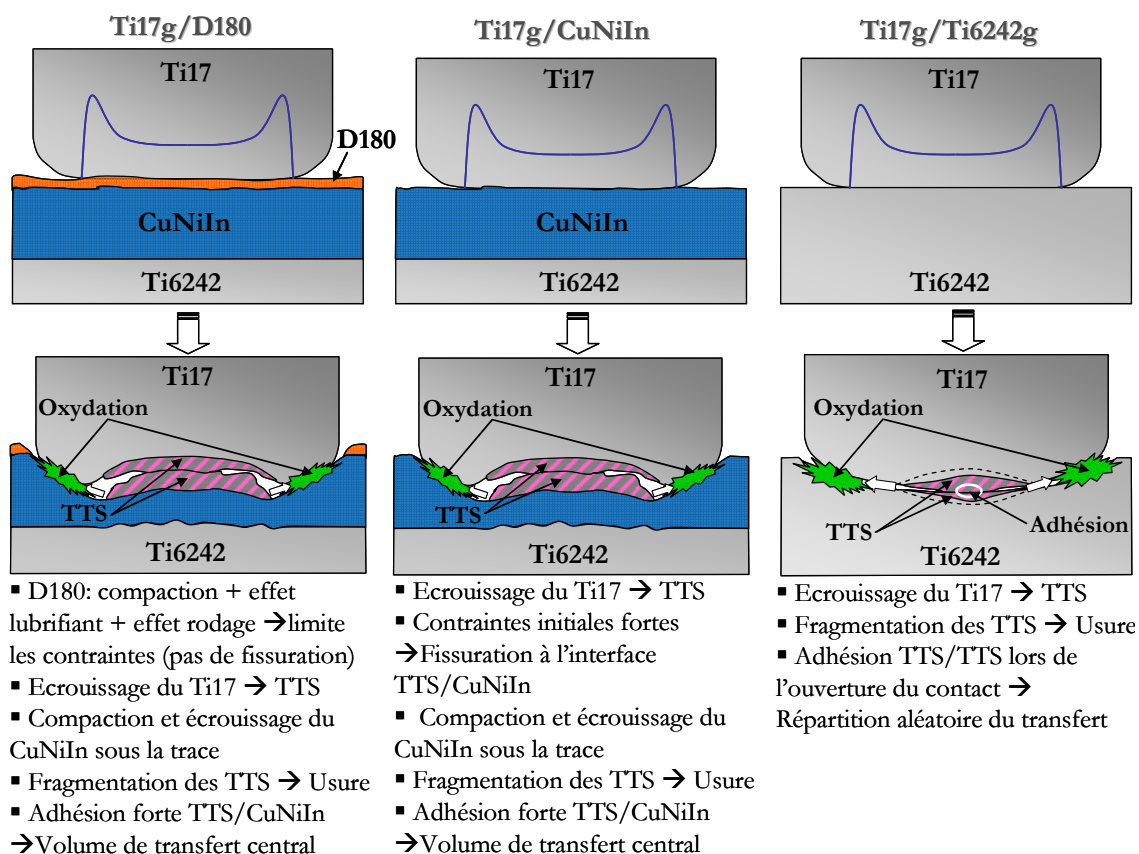 Ti17g/D180
Ti17
D180
CuNiIn
Ti6242
Ti17
Oxydation
TTS
Ti6242
▪ D180: compaction + effet
lubrifiant + effet rodage →limite
les contraintes (pas de fissuration)
▪ Ecrouissage du Ti17 → TTS
▪ Compaction et écrouissage du
CuNiIn sous la trace
▪ Fragmentation des TTS → Usure
▪ Adhésion forte TTS/CuNiIn
→Volume de transfert central
Ti17g/CuNiIn
Ti17
CuNiIn
Ti6242
Ti17
Oxydation
TTS
Ti6242
▪ Ecrouissage du Ti17 → TTS
▪ Contraintes initiales fortes
→Fissuration à l'interface
TTS/CuNiIn
▪ Compaction et écrouissage du
CuNiIn sous la trace
▪ Fragmentation des TTS → Usure
▪ Adhésion forte TTS/CuNiIn
→Volume de transfert central
Ti17g/Ti6242g
Ti17
Ti6242
Ti17
Oxydation
TTS
Adhésion
Ti6242
▪ Ecrouissage du Ti17 → TTS
▪ Fragmentation des TTS → Usure
▪ Adhésion TTS/TTS lors de
l'ouverture du contact →
Répartition aléatoire du transfert